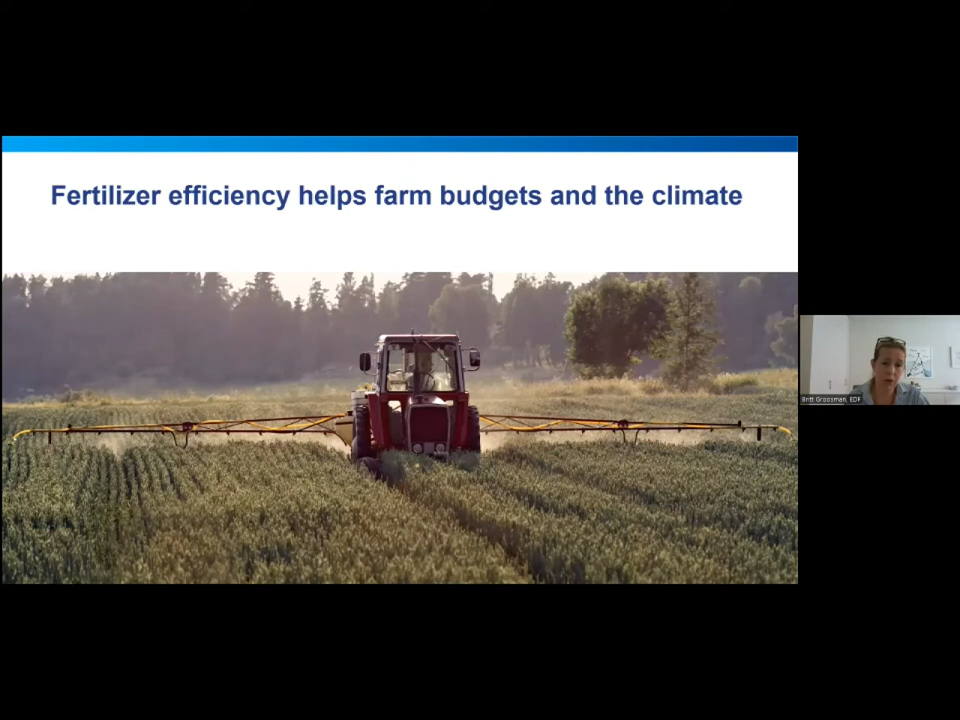 Fertilizer efficiency helps farm budgets and the climate
Britt Groosman, EDF